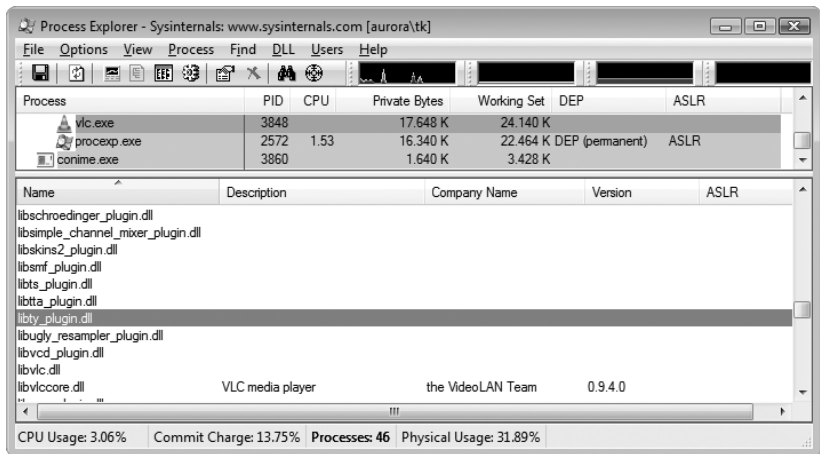 Process Explorer - Sysinternals: www.sysinternals.com [aurora\tk]
File Options View Process Find DLL Users Help
Process PID CPU Private Bytes Working Set DEP ASLR
vlc.exe 3848 17.648 K 24.140 K
procexp.exe 2572 1.53 16.340 K 22.464 K DEP (permanent) ASLR
conime.exe 3860 1.640 K 3.428 K
Name Description Company Name Version ASLR
libschroedinger_plugin.dll
libsimple_channel_mixer_plugin.dll
libskins2_plugin.dll
libsmf_plugin.dll
libts_plugin.dll
libtta_plugin.dll
libty_plugin.dll
libugly_resampler_plugin.dll
libvcd_plugin.dll
libvlc.dll
libvlccore.dll VLC media player the VideoLAN Team 0.9.4.0
CPU Usage: 3.06% Commit Charge: 13.75% Processes: 46 Physical Usage: 31.89%